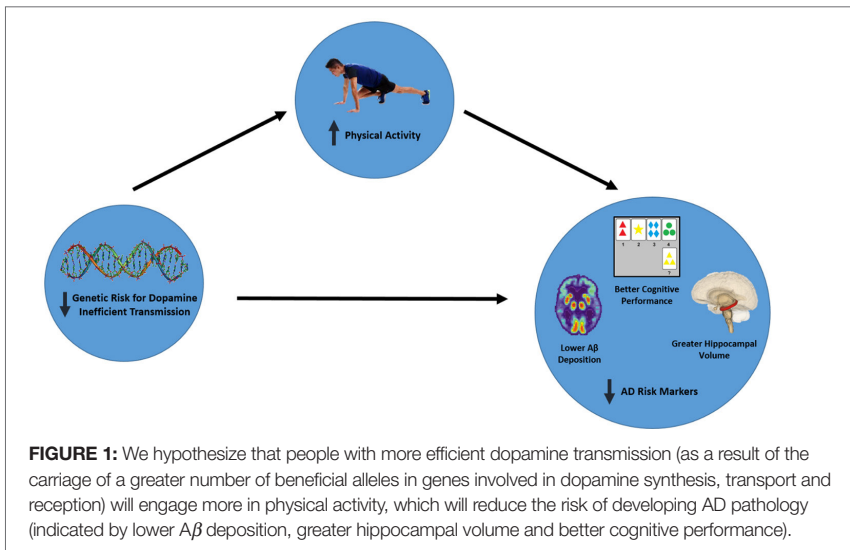 Physical Activity
Genetic Risk for Dopamine
Inefficient Transmission
1 2 3 4
?
Better Cognitive
Performance
Lower Aβ
Deposition
Greater Hippocampal
Volume
AD Risk Markers
FIGURE 1: We hypothesize that people with more efficient dopamine transmission (as a result of the
carriage of a greater number of beneficial alleles in genes involved in dopamine synthesis, transport and
reception) will engage more in physical activity, which will reduce the risk of developing AD pathology
(indicated by lower Aβ deposition, greater hippocampal volume and better cognitive performance).